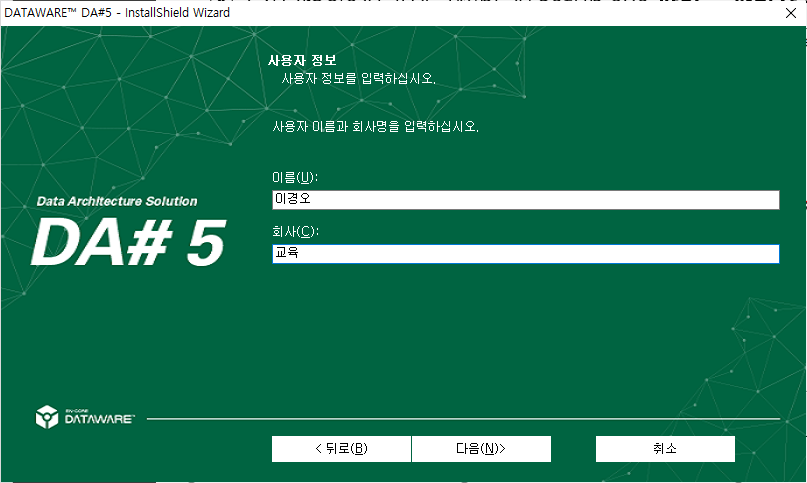 DATAWARE™ DA#5 - InstallShield Wizard
사용자 정보
사용자 정보를 입력하십시오.
사용자 이름과 회사명을 입력하십시오.
이름(U):
이경오
회사(C):
교육
Data Architecture Solution
DA# 5
EN-CORE
DATAWARE™
< 뒤로(B)
다음(N)>
취소